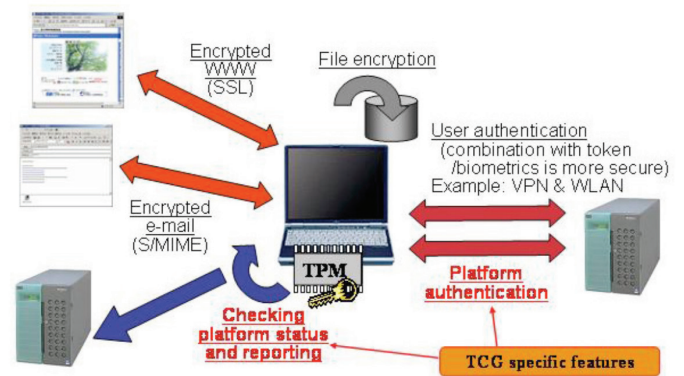 Encrypted
WWW
(SSL)
File encryption
User authentication
(combination with token
/biometrics is more secure)
Example: VPN & WLAN
Encrypted
e-mail
(S/MIME)
TPM
Platform
authentication
Checking
platform status
and reporting
TCG specific features